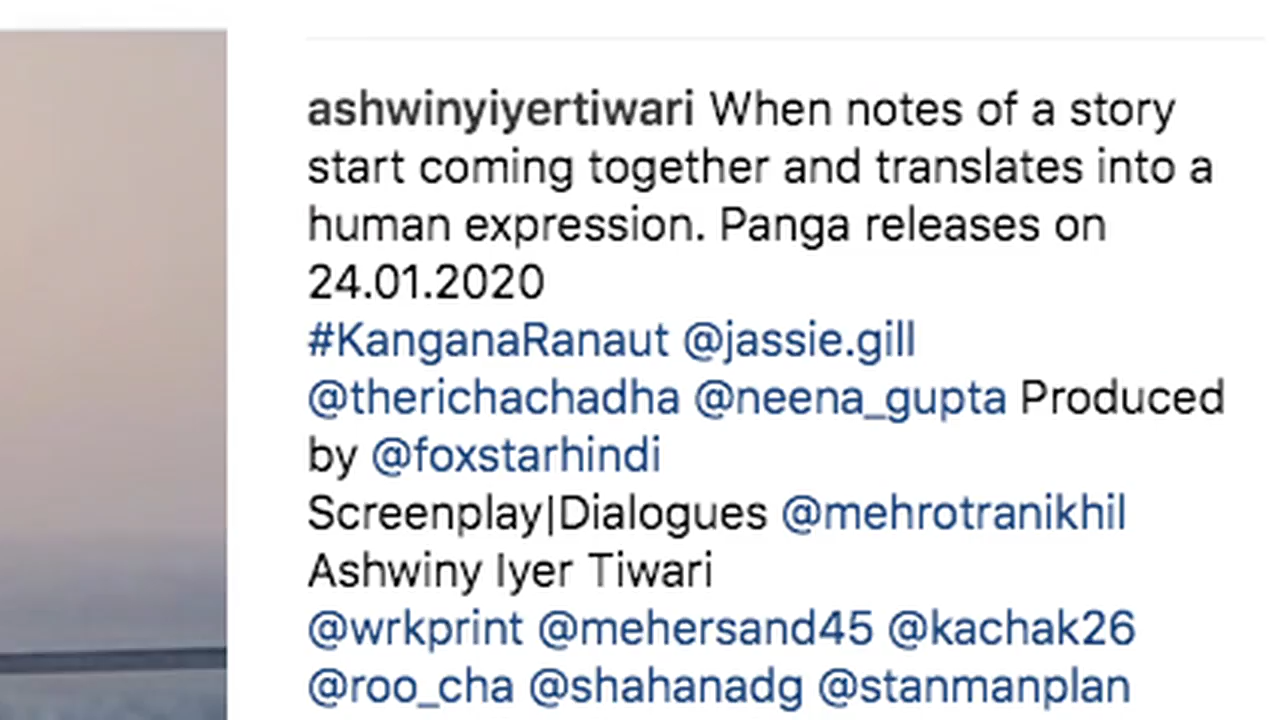 ashwinyiyertiwari When notes of a story
start coming together and translates into a
human expression. Panga releases on
24.01.2020
#KanganaRanaut @jassie.gill
@therichachadha @neena_gupta Produced
by @foxstarhindi
Screenplay|Dialogues @mehrotranikhil
Ashwiny Iyer Tiwari
@wrkprint @mehersand45 @kachak26
@roo_cha @shahanadg @stanmanplan